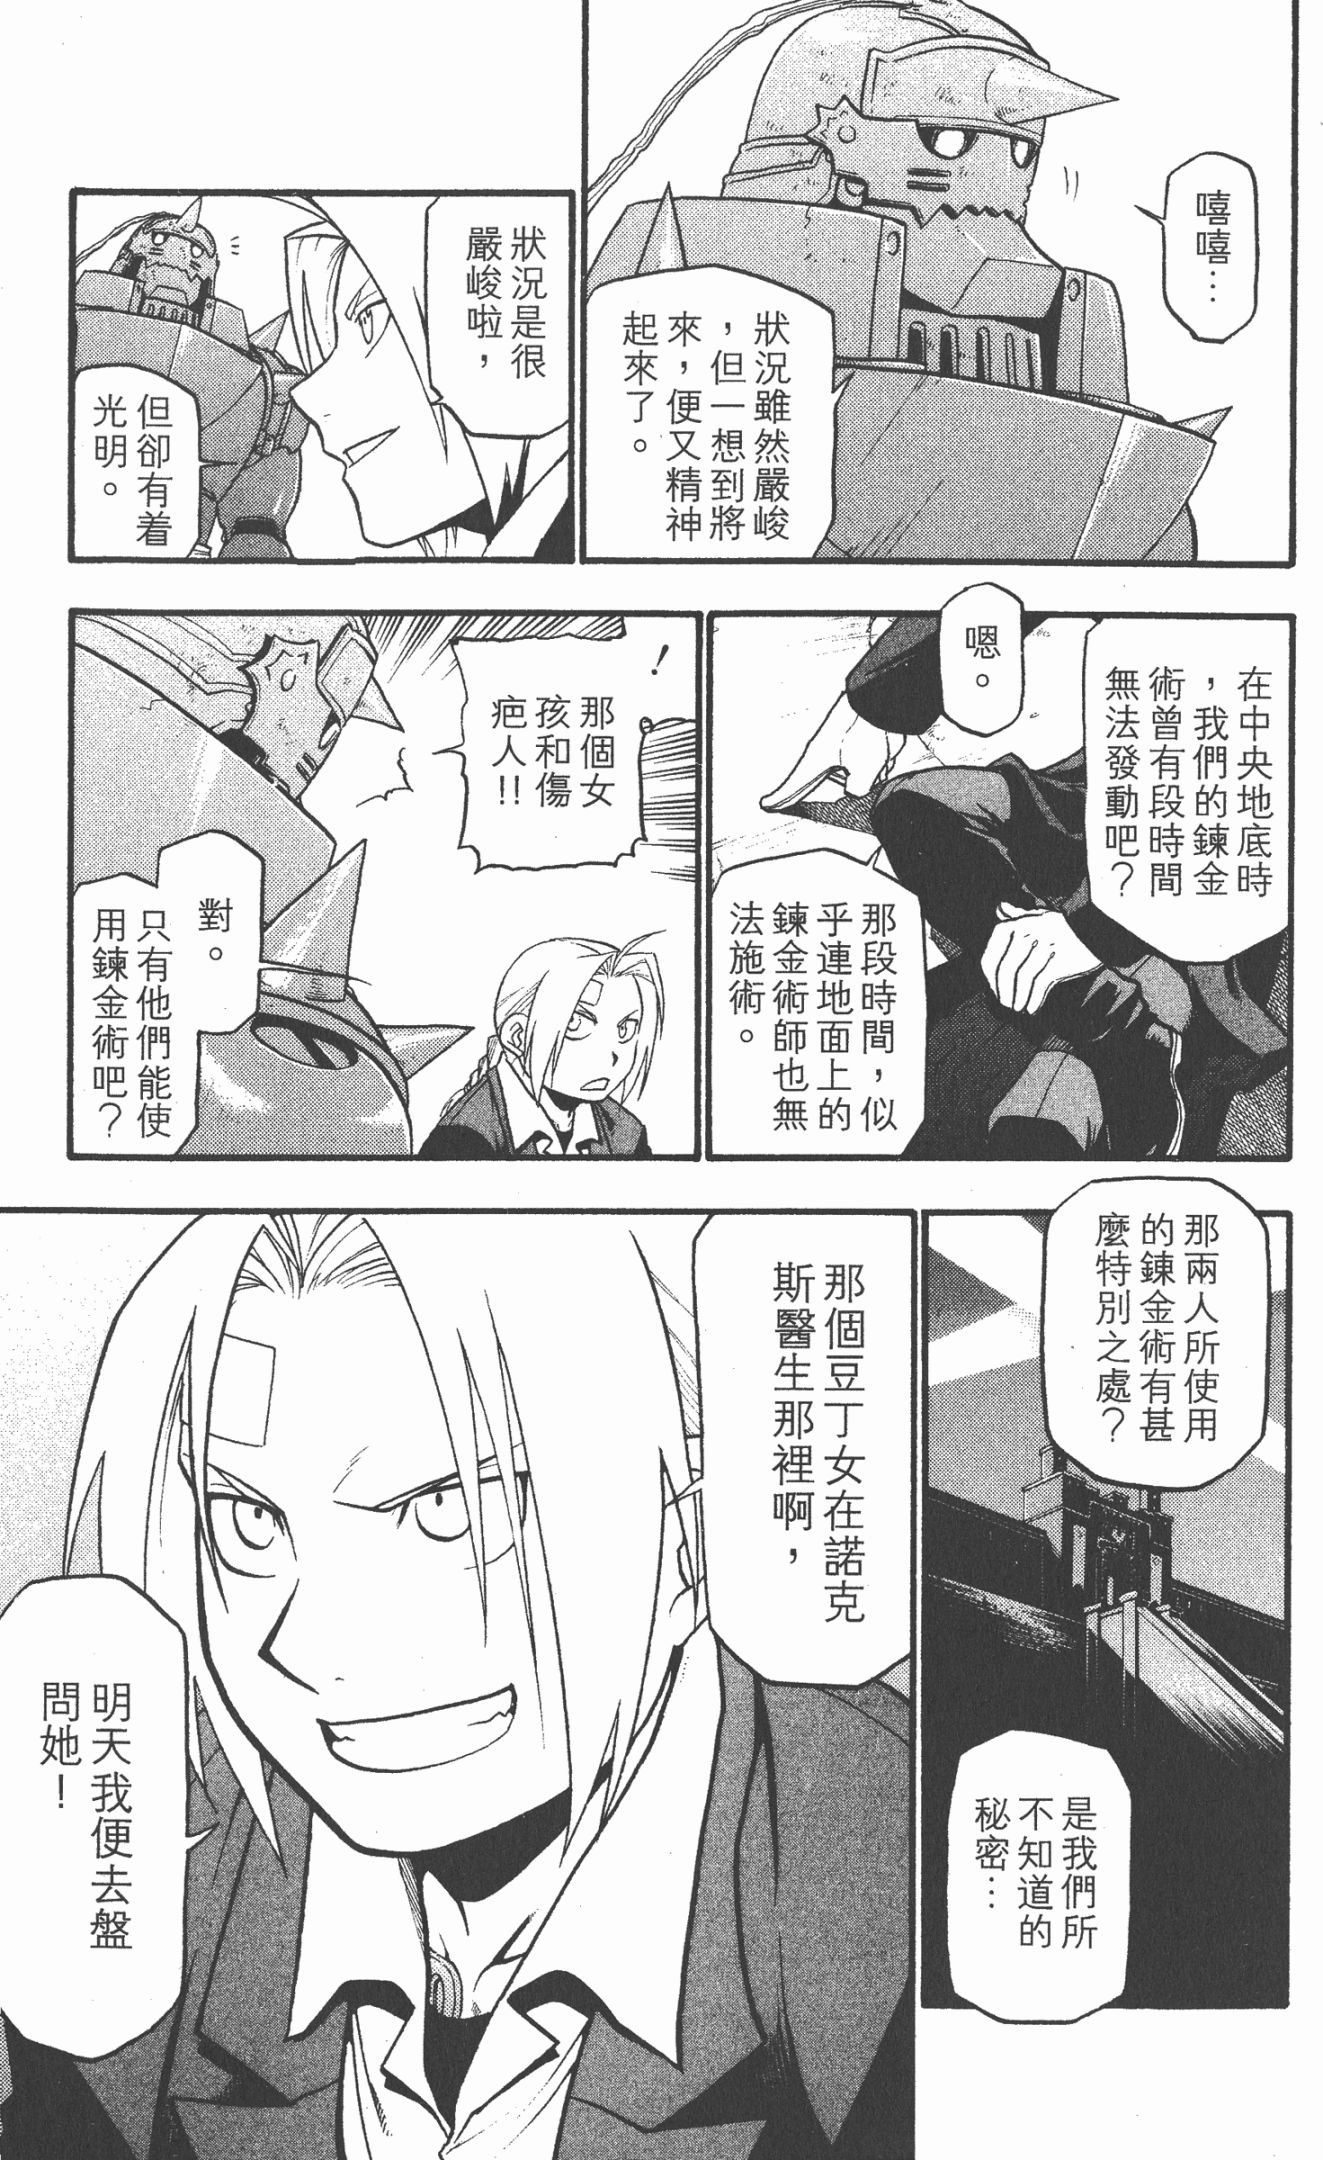 嘻嘻…
狀況雖然嚴峻
，但一想到將
來，便又精神
起來了。
狀況是很
嚴峻啦，
但卻有着
光明。
在中央地底時
，我們的鍊金
術曾有段時間
無法發動吧？
嗯。
那段時間，似
乎連地面上的
鍊金術師也無
法施術。
！
那個女
孩和傷
疤人!!
對。
只有他們能使
用鍊金術吧？
那兩人所使用
的鍊金術有甚
麼特別之處？
是我們所
不知道的
秘密…
那個豆丁女在諾克
斯醫生那裡啊，
明天我便去盤
問她！